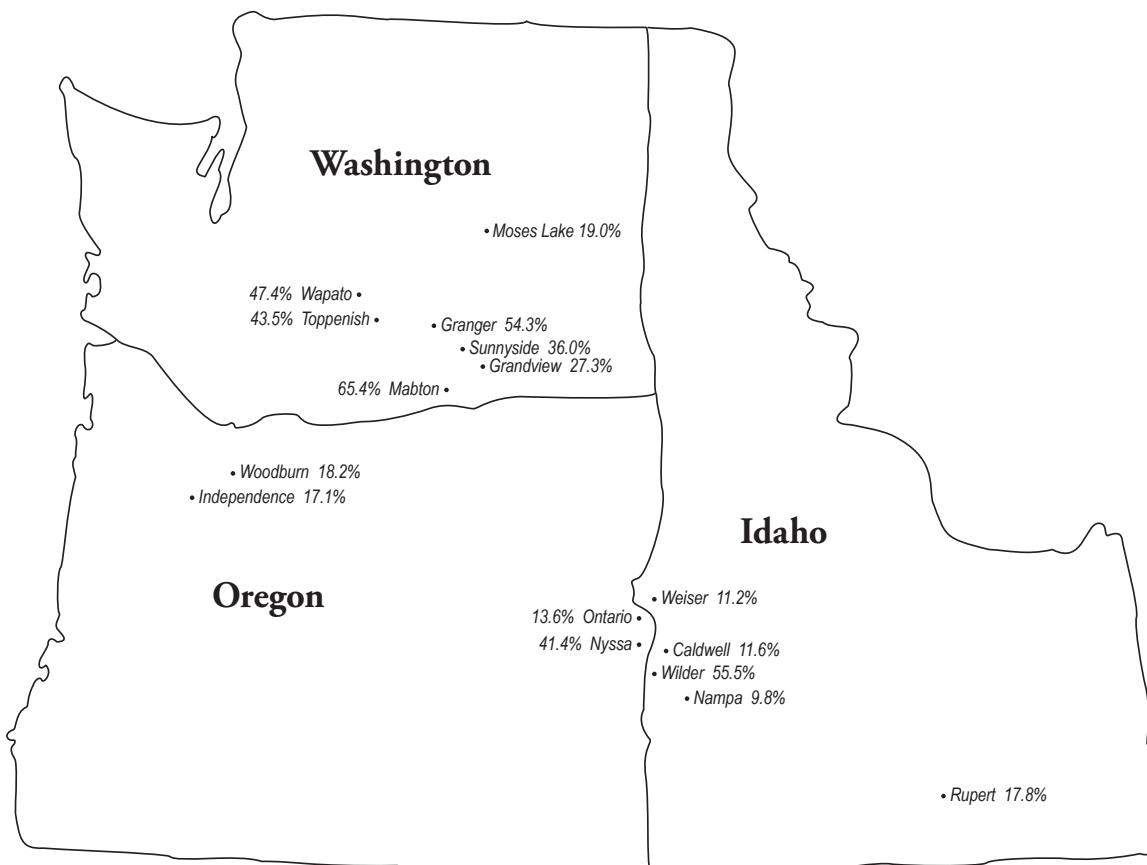 Washington
Moses Lake 19.0%
47.4% Wapato
43.5% Toppenish
Granger 54.3%
Sunnyside 36.0%
Grandview 27.3%
65.4% Mabton
Woodburn 18.2%
Independence 17.1%
Idaho
Oregon
Weiser 11.2%
13.6% Ontario
41.4% Nyssa
Caldwell 11.6%
Wilder 55.5%
Nampa 9.8%
Rupert 17.8%